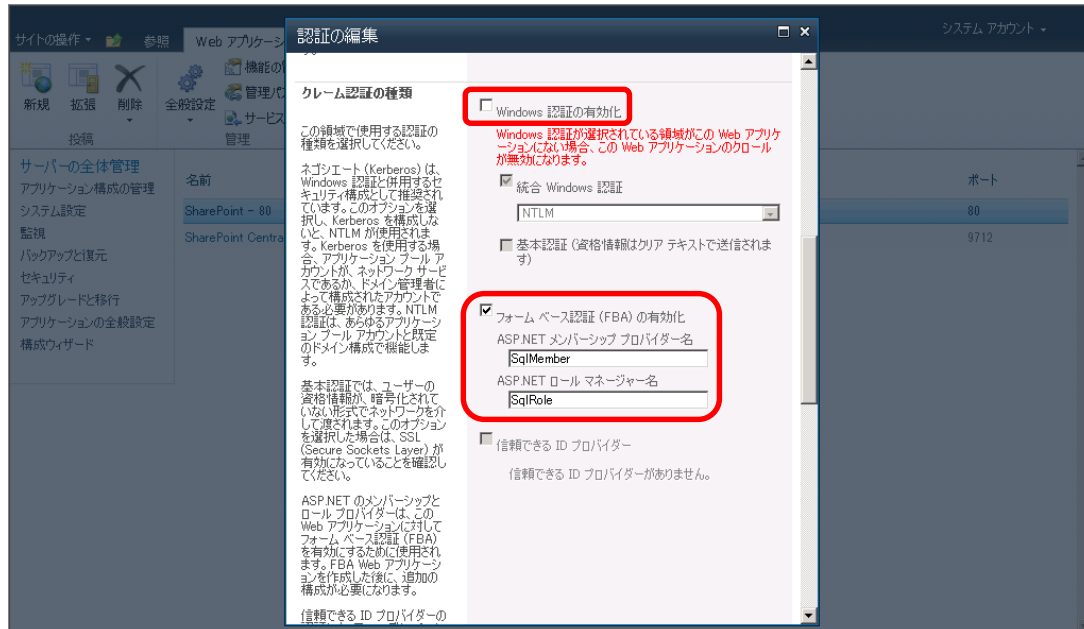 サイトの操作
参照
Web アプリケーシ
システム アカウント
新規
拡張
削除
全般設定
機能の
管理パ
サービス
投稿
管理
サーバーの全体管理
アプリケーション構成の管理
システム設定
監視
バックアップと復元
セキュリティ
アップグレードと移行
アプリケーションの全般設定
構成ウィザード
名前
ポート
SharePoint - 80
80
SharePoint Centra
9712
認証の編集
クレーム認証の種類
この領域で使用する認証の
種類を選択してください。
ネゴシエート (Kerberos) は、
Windows 認証と併用するセ
キュリティ構成として推奨され
ています。このオプションを選
択し、Kerberos を構成しな
いと、NTLM が使用されま
す。Kerberos を使用する場
合、アプリケーション プール ア
カウントが、ネットワーク サービ
スであるか、ドメイン管理者に
よって構成されたアカウントで
ある必要があります。NTLM
認証は、あらゆるアプリケーシ
ョン プール アカウントと既定
のドメイン構成で機能しま
す。
基本認証では、ユーザーの
資格情報が、暗号化されて
いない形式でネットワークを介
して渡されます。このオプション
を選択した場合は、SSL
(Secure Sockets Layer) が
有効になっていることを確認し
てください。
ASP.NET のメンバーシップと
ロール プロバイダーは、この
Web アプリケーションに対して
フォーム ベース認証 (FBA)
を有効にするために使用され
ます。FBA Web アプリケーシ
ョンを作成した後に、追加の
構成が必要になります。
信頼できる ID プロバイダーの
Windows 認証の有効化
Windows 認証が選択されている領域がこの Web アプリケ
ーションにない場合、この Web アプリケーションのクロール
が無効になります。
統合 Windows 認証
NTLM
基本認証 (資格情報はクリア テキストで送信されま
す)
フォーム ベース認証 (FBA) の有効化
ASP.NET メンバーシップ プロバイダー名
SqlMember
ASP.NET ロール マネージャー名
SqlRole
信頼できる ID プロバイダー
信頼できる ID プロバイダーがありません。